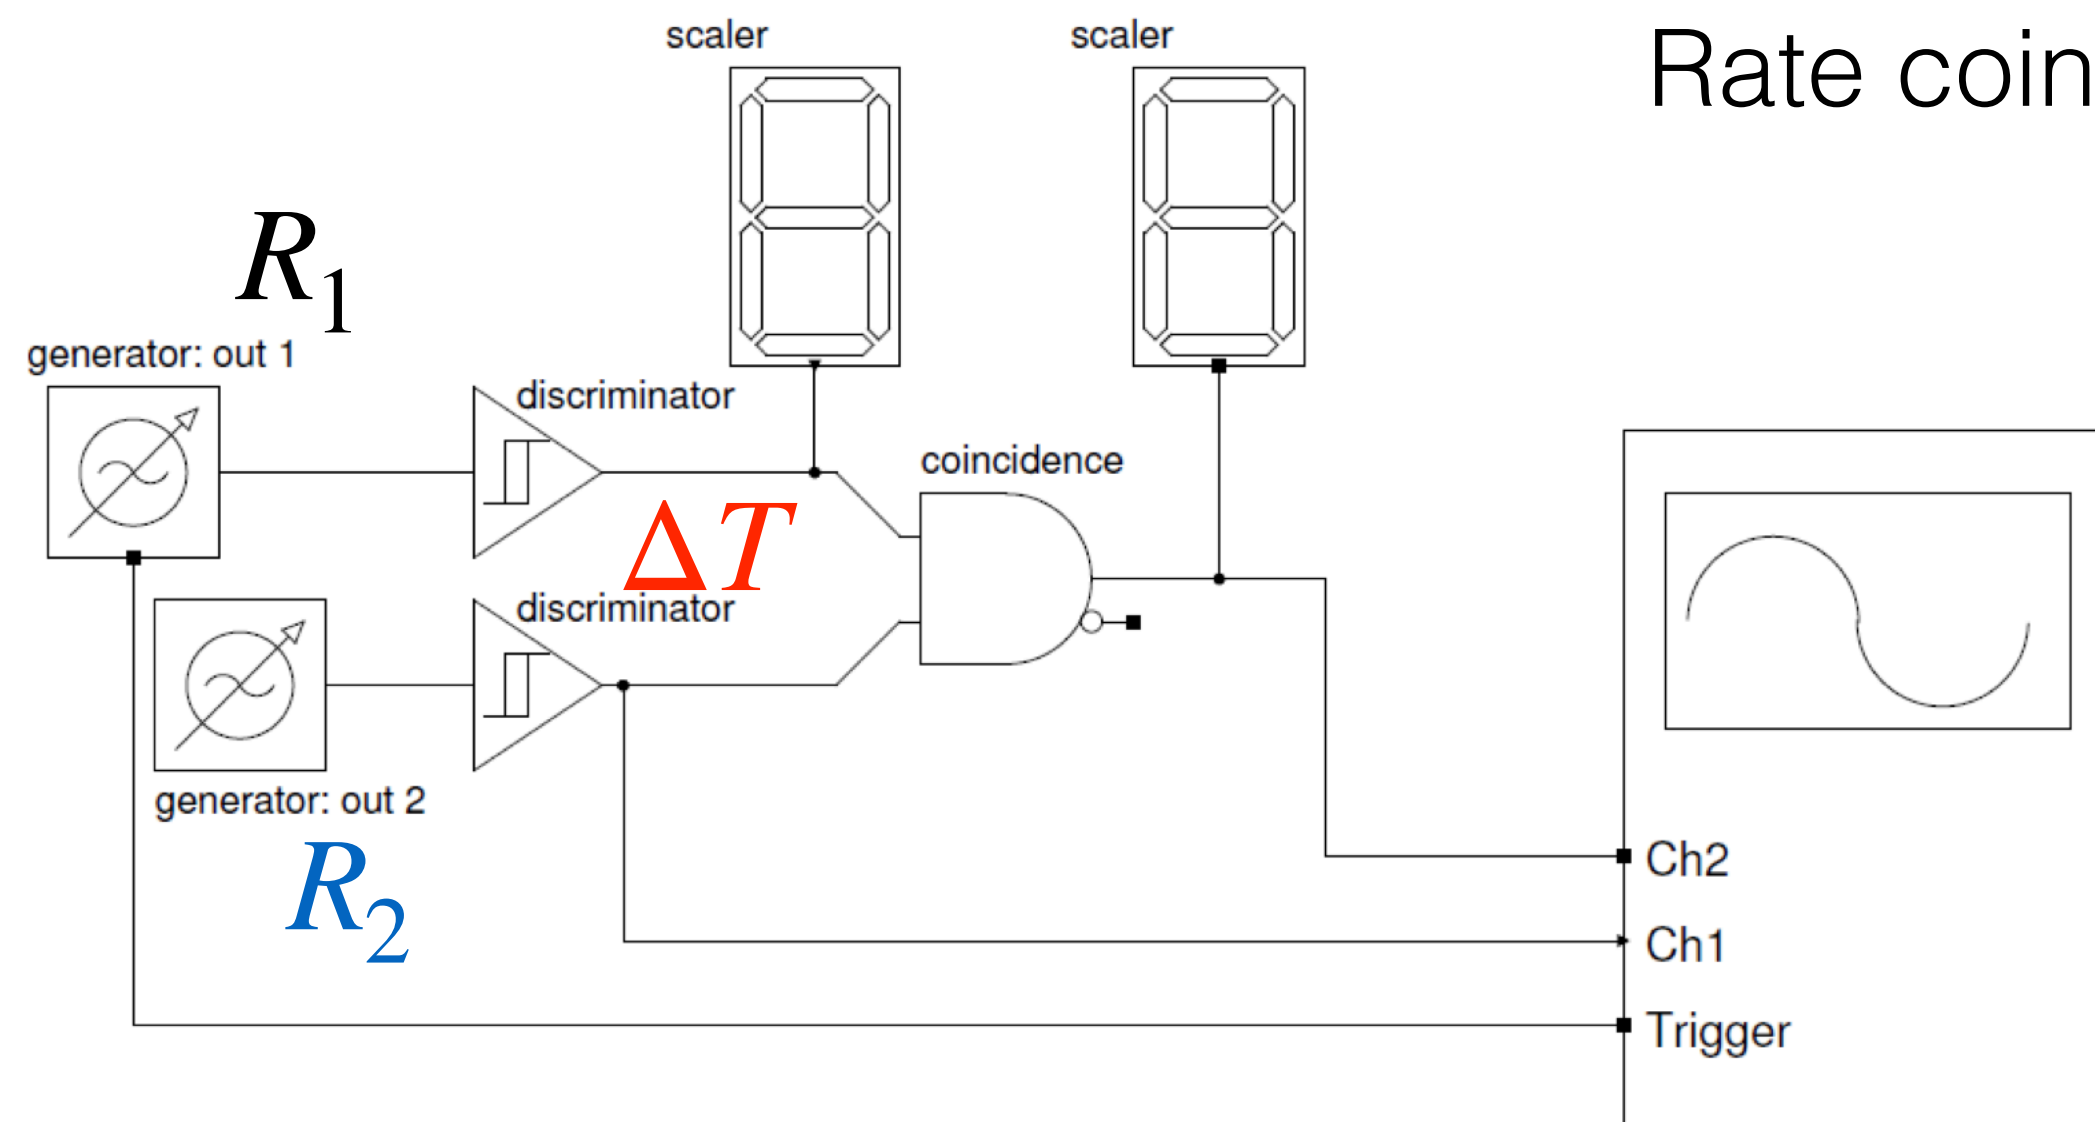 scaler
scaler
Rate coin
R₁
generator: out 1
discriminator
coincidence
ΔT
discriminator
generator: out 2
R₂
Ch2
Ch1
Trigger